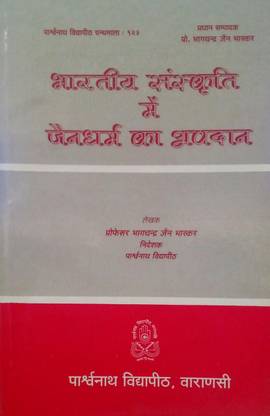 पार्श्वनाथ विद्यापीठ ग्रन्थमाला : १२५
प्रधान सम्पादक
प्रो. भागचन्द्र जैन भास्कर
भारतीय संस्कृति
में
जैनधर्म का अवदान
लेखक
प्रोफेसर भागचन्द्र जैन भास्कर
निदेशक
पार्श्वनाथ विद्यापीठ
पार्श्वनाथ विद्यापीठ, वाराणसी